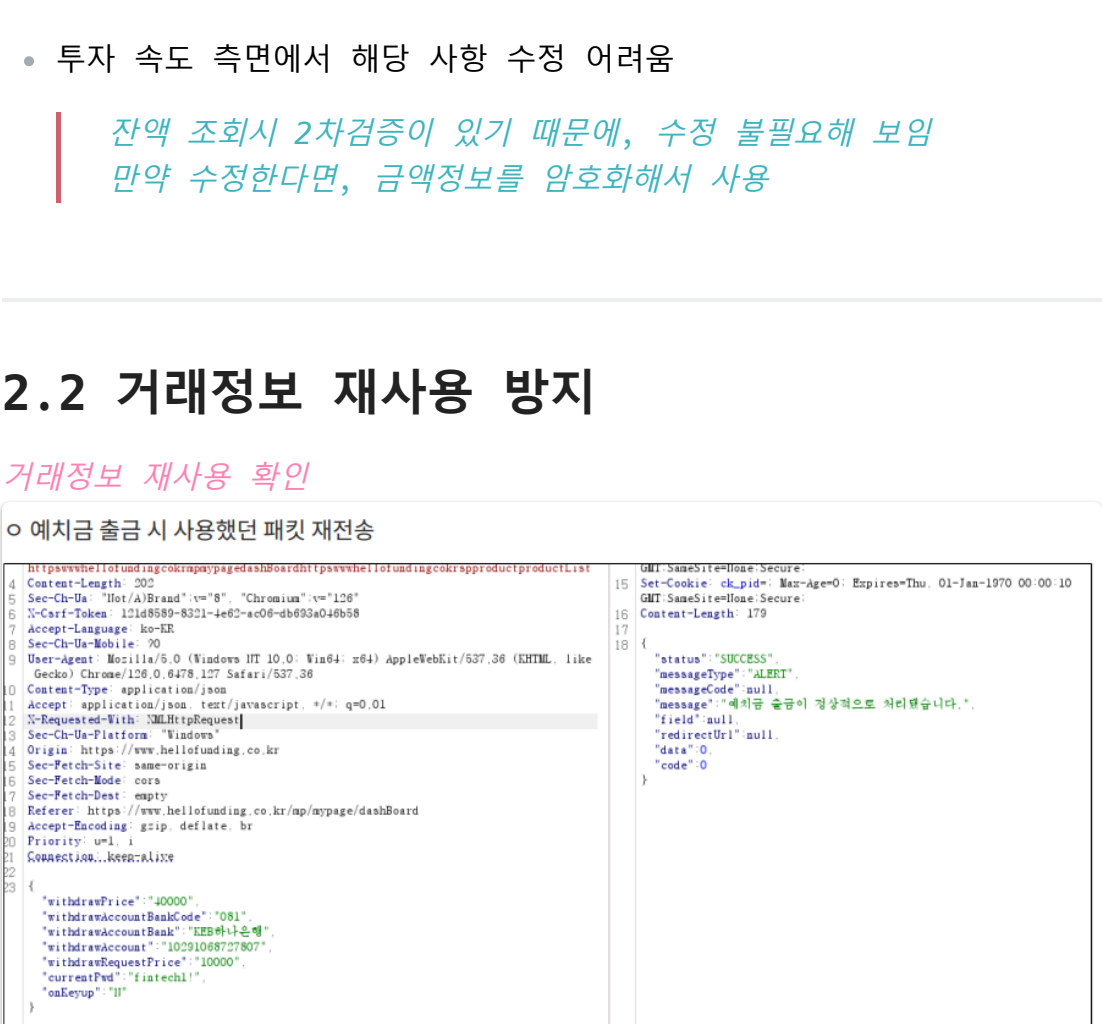 투자 속도 측면에서 해당 사항 수정 어려움
잔액 조회시 2차검증이 있기 때문에, 수정 불필요해 보임
만약 수정한다면, 금액정보를 암호화해서 사용
2.2 거래정보 재사용 방지
거래정보 재사용 확인
ㅇ 예치금 출금 시 사용했던 패킷 재전송
httpswwwhellofundingcokrmpmypagedashBoardhttpswwwhellofundingcokrspproductproductList
4 Content-Length: 202
5 Sec-Ch-Ua: "Not/A)Brand";v="8", "Chromium";v="126"
6 X-Csrf-Token: 121d8589-8321-4e62-ac06-db693a046b58
7 Accept-Language: ko-KR
8 Sec-Ch-Ua-Mobile: ?0
9 User-Agent: Mozilla/5.0 (Windows NT 10.0; Win64; x64) AppleWebKit/537.36 (KHTML, like
Gecko) Chrome/126.0.6478.127 Safari/537.36
10 Content-Type: application/json
11 Accept: application/json, text/javascript, */*; q=0.01
12 X-Requested-With: XMLHttpRequest
13 Sec-Ch-Ua-Platform: "Windows"
14 Origin: https://www.hellofunding.co.kr
15 Sec-Fetch-Site: same-origin
16 Sec-Fetch-Mode: cors
17 Sec-Fetch-Dest: empty
18 Referer: https://www.hellofunding.co.kr/mp/mypage/dashBoard
19 Accept-Encoding: gzip, deflate, br
20 Priority: u=1, i
21 Connection: keep-alive
22
23 {
"withdrawPrice":"40000",
"withdrawAccountBankCode":"081",
"withdrawAccountBank":"KEB하나은행",
"withdrawAccount":"10291068727807",
"withdrawRequestPrice":"10000",
"currentPwd":"fintech1!",
"onKeyup":"N"
}
GMT;SameSite=None;Secure;
15 Set-Cookie: ck_pid=; Max-Age=0; Expires=Thu, 01-Jan-1970 00:00:10
GMT;SameSite=None;Secure;
16 Content-Length: 179
17
18 {
"status":"SUCCESS",
"messageType":"ALERT",
"messageCode":null,
"message":"예치금 출금이 정상적으로 처리됐습니다.",
"field":null,
"redirectUrl":null,
"data":0,
"code":0
}